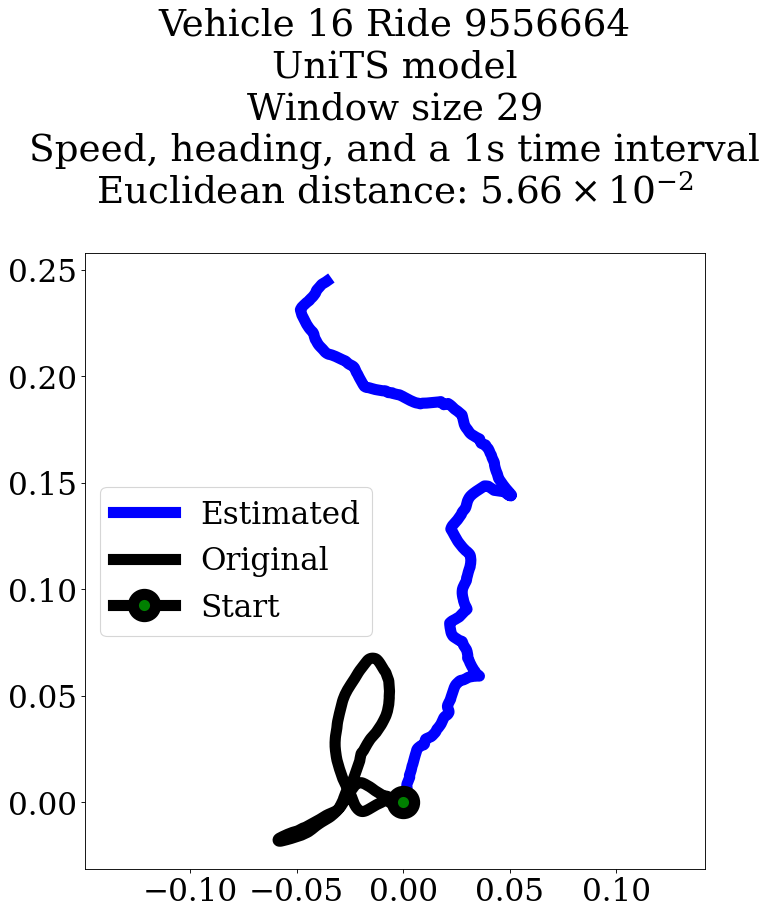 Vehicle 16 Ride 9556664
UniTS model
Window size 29
Speed, heading, and a 1s time interval
Euclidean distance: 5.66 × 10⁻²
0.25
0.20
0.15
0.10
0.05
0.00
Estimated
Original
Start
−0.10 −0.05 0.00 0.05 0.10